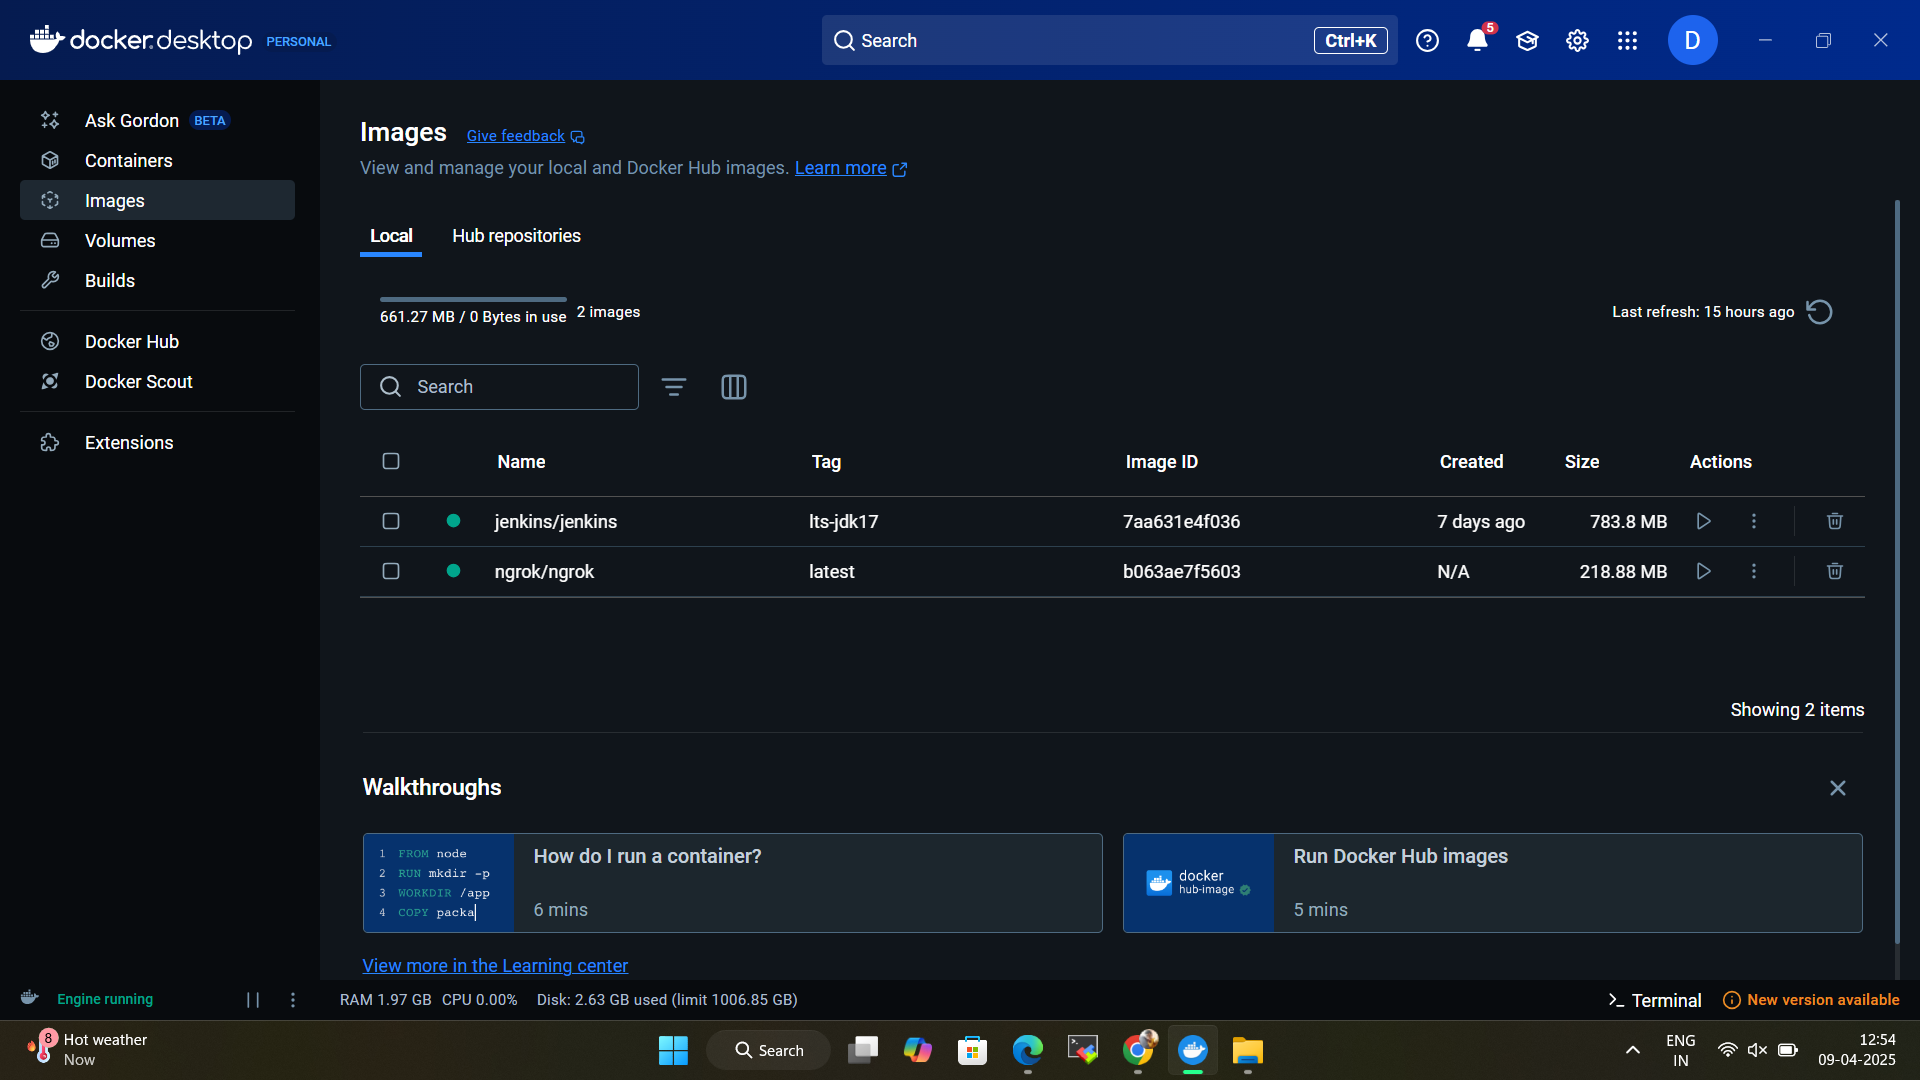 docker.desktop PERSONAL
Search Ctrl+K
5
D
Ask Gordon BETA
Containers
Images
Volumes
Builds
Docker Hub
Docker Scout
Extensions
Images Give feedback
View and manage your local and Docker Hub images. Learn more
Local Hub repositories
661.27 MB / 0 Bytes in use 2 images
Last refresh: 15 hours ago
Search
Name Tag Image ID Created Size Actions
jenkins/jenkins lts-jdk17 7aa631e4f036 7 days ago 783.8 MB
ngrok/ngrok latest b063ae7f5603 N/A 218.88 MB
Showing 2 items
Walkthroughs
1 FROM node
2 RUN mkdir -p
3 WORKDIR /app
4 COPY packa
How do I run a container?
6 mins
docker
hub-image
Run Docker Hub images
5 mins
View more in the Learning center
Engine running
RAM 1.97 GB CPU 0.00% Disk: 2.63 GB used (limit 1006.85 GB)
Terminal
New version available
8
Hot weather
Now
Search
ENG
IN
12:54
09-04-2025